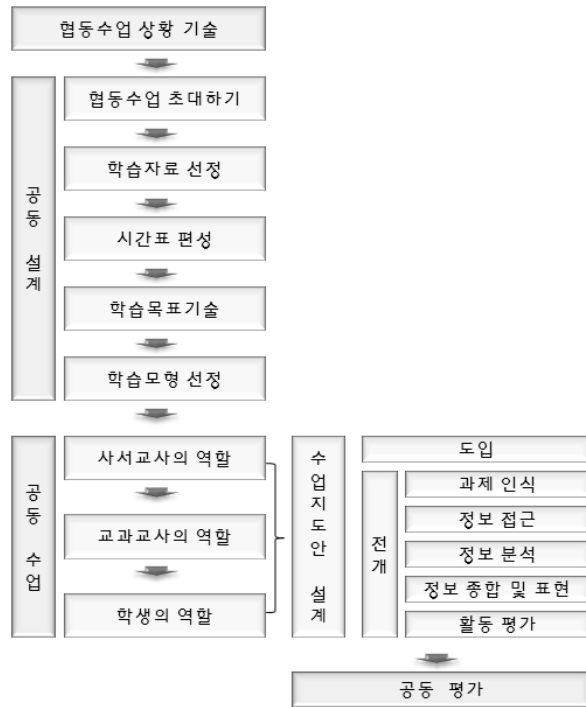 협동수업 상황 기술
공동 설계
협동수업 초대하기
학습자료 선정
시간표 편성
학습목표기술
학습모형 선정
공동 수업
사서교사의 역할
교과교사의 역할
학생의 역할
수업지도안 설계
도입
전개
과제 인식
정보 접근
정보 분석
정보 종합 및 표현
활동 평가
공동 평가